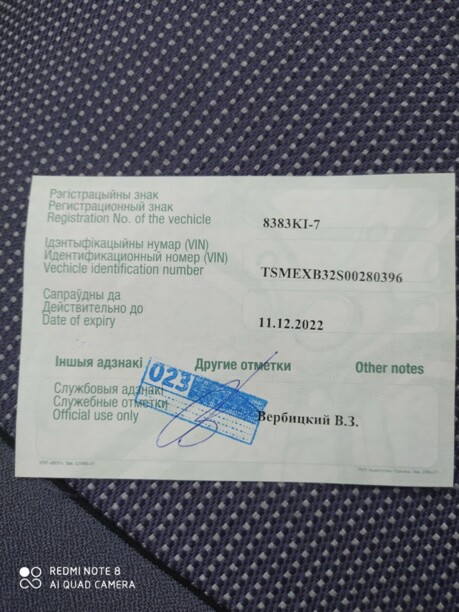 Рэгістрацыйны знак
Регистрационный знак
Registration No. of the vechicle
8383KI-7
Ідэнтыфікацыйны нумар (VIN)
Идентификационный номер (VIN)
Vechicle identification number
TSMEXB32S00280396
Сапраўдны да
Действительно до
Date of expiry
11.12.2022
Іншыя адзнакі Другие отметки Other notes
023
Службовыя адзнакі
Служебные отметки
Official use only
Вербицкий В.З.
REDMI NOTE 8
AI QUAD CAMERA